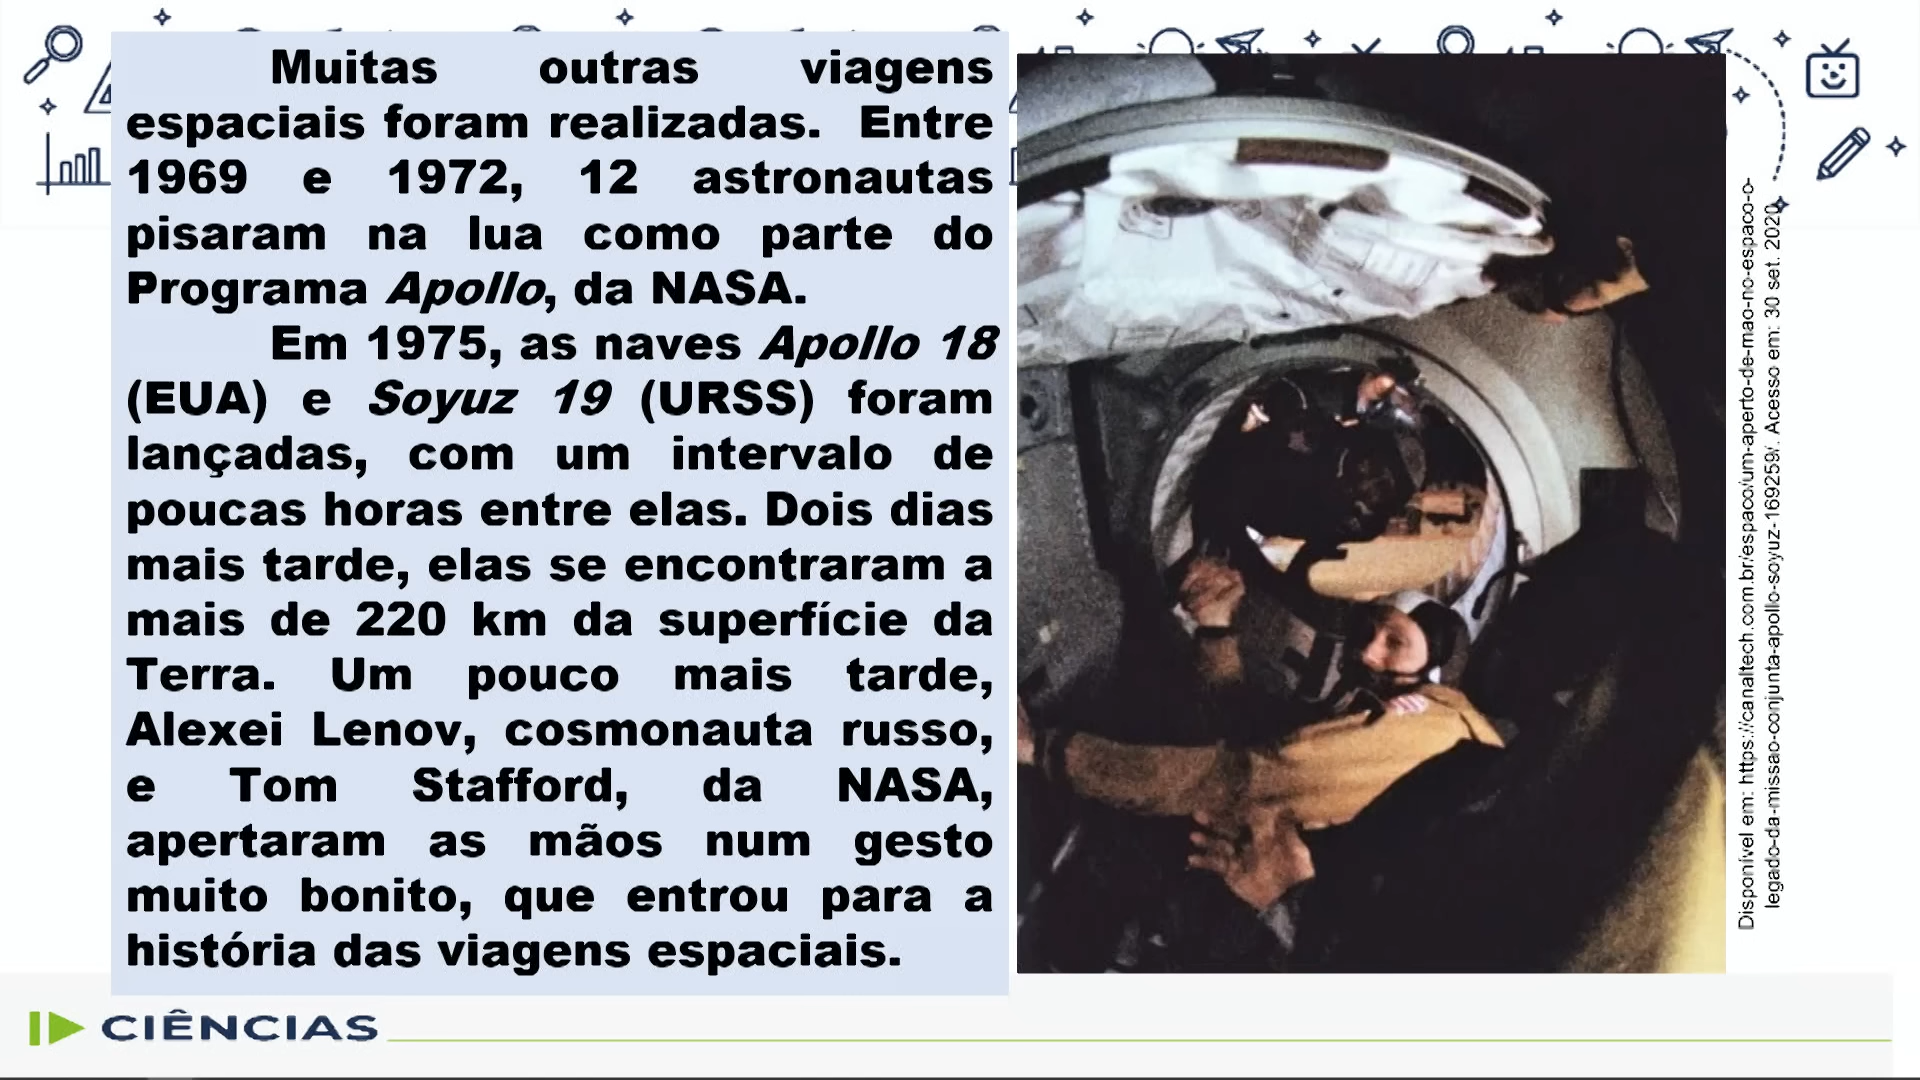 Muitas outras viagens
espaciais foram realizadas. Entre
1969 e 1972, 12 astronautas
pisaram na lua como parte do
Programa Apollo, da NASA.
Em 1975, as naves Apollo 18
(EUA) e Soyuz 19 (URSS) foram
lançadas, com um intervalo de
poucas horas entre elas. Dois dias
mais tarde, elas se encontraram a
mais de 220 km da superfície da
Terra. Um pouco mais tarde,
Alexei Lenov, cosmonauta russo,
e Tom Stafford, da NASA,
apertaram as mãos num gesto
muito bonito, que entrou para a
história das viagens espaciais.
Disponível em: https://canaltech.com.br/espaco/um-aperto-de-mao-no-espaco-o-
legado-da-missao-conjunta-apollo-soyuz-169259/. Acesso em: 30 set. 2020.
CIÊNCIAS